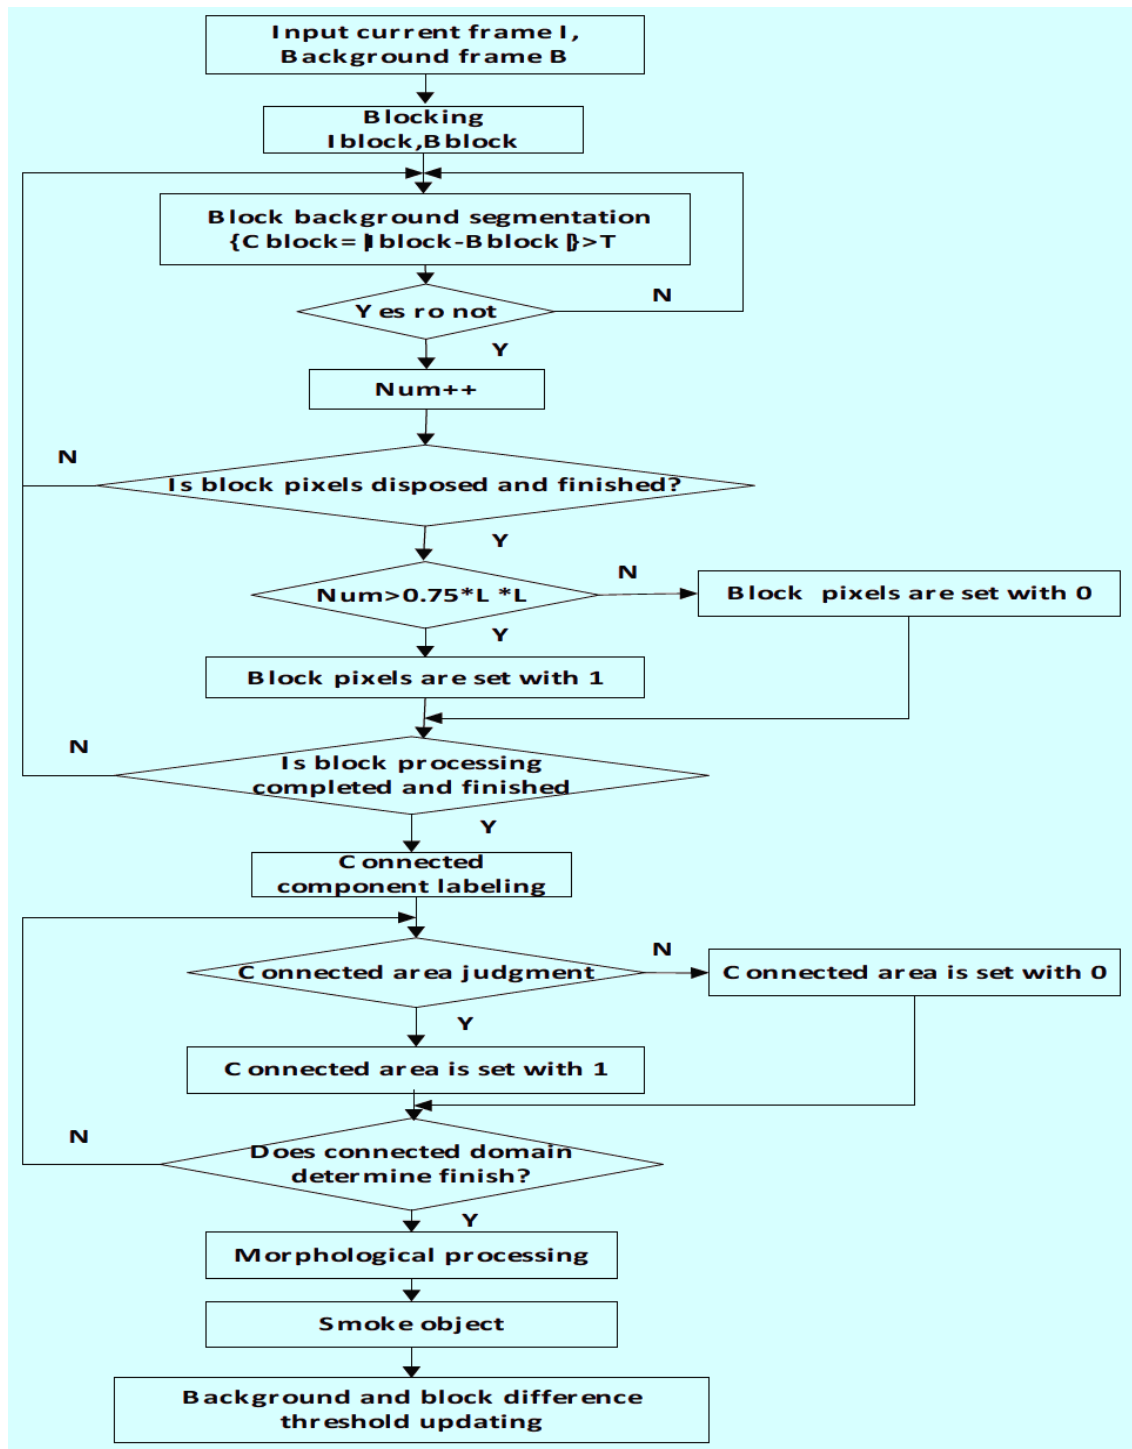 Input current frame I,
Background frame B
Blocking
Iblock,Bblock
Block background segmentation
{Cblock=|Iblock-Bblock|}>T
Yes ro not
N
Y
Num++
N
Is block pixels disposed and finished?
Y
Num>0.75*L *L
N
Block pixels are set with 0
Y
Block pixels are set with 1
N
Is block processing
completed and finished
Y
Connected
component labeling
Connected area judgment
N
Connected area is set with 0
Y
Connected area is set with 1
N
Does connected domain
determine finish?
Y
Morphological processing
Smoke object
Background and block difference
threshold updating